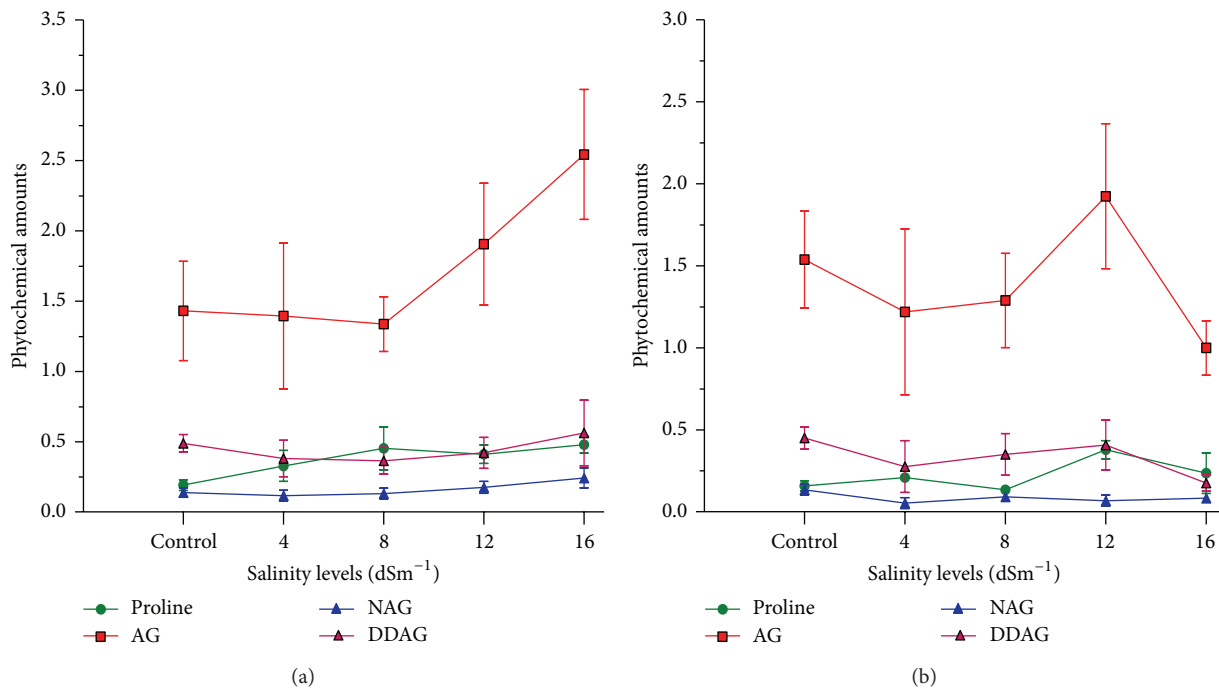 3.5
3.0
2.5
2.0
1.5
1.0
0.5
0.0
Phytochemical amounts
Control 4 8 12 16
Salinity levels (dSm⁻¹)
Proline NAG
AG DDAG
(a)
3.0
2.5
2.0
1.5
1.0
0.5
0.0
Phytochemical amounts
Control 4 8 12 16
Salinity levels (dSm⁻¹)
Proline NAG
AG DDAG
(b)